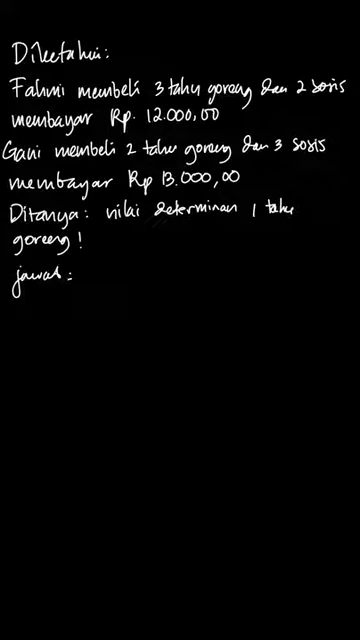 Diketahui:
Fahmi membeli 3 tahu goreng dan 2 sosis
membayar Rp. 12.000,00
Gani membeli 2 tahu goreng dan 3 sosis
membayar Rp 13.000,00
Ditanya: nilai determinan 1 tahu
goreng!
jawab: